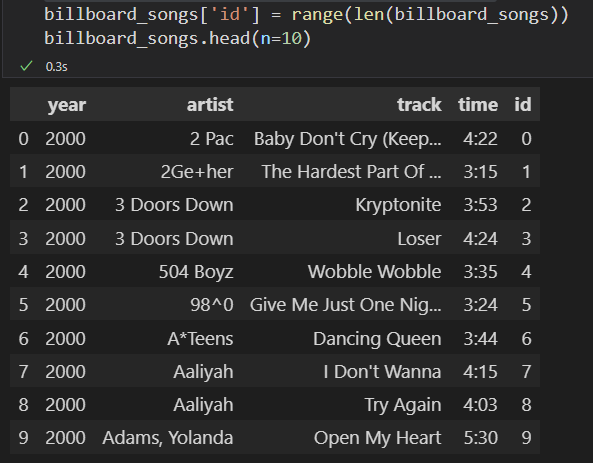 billboard_songs['id'] = range(len(billboard_songs))
billboard_songs.head(n=10)
0.3s
year artist track time id
0 2000 2 Pac Baby Don't Cry (Keep... 4:22 0
1 2000 2Ge+her The Hardest Part Of ... 3:15 1
2 2000 3 Doors Down Kryptonite 3:53 2
3 2000 3 Doors Down Loser 4:24 3
4 2000 504 Boyz Wobble Wobble 3:35 4
5 2000 98^0 Give Me Just One Nig... 3:24 5
6 2000 A*Teens Dancing Queen 3:44 6
7 2000 Aaliyah I Don't Wanna 4:15 7
8 2000 Aaliyah Try Again 4:03 8
9 2000 Adams, Yolanda Open My Heart 5:30 9